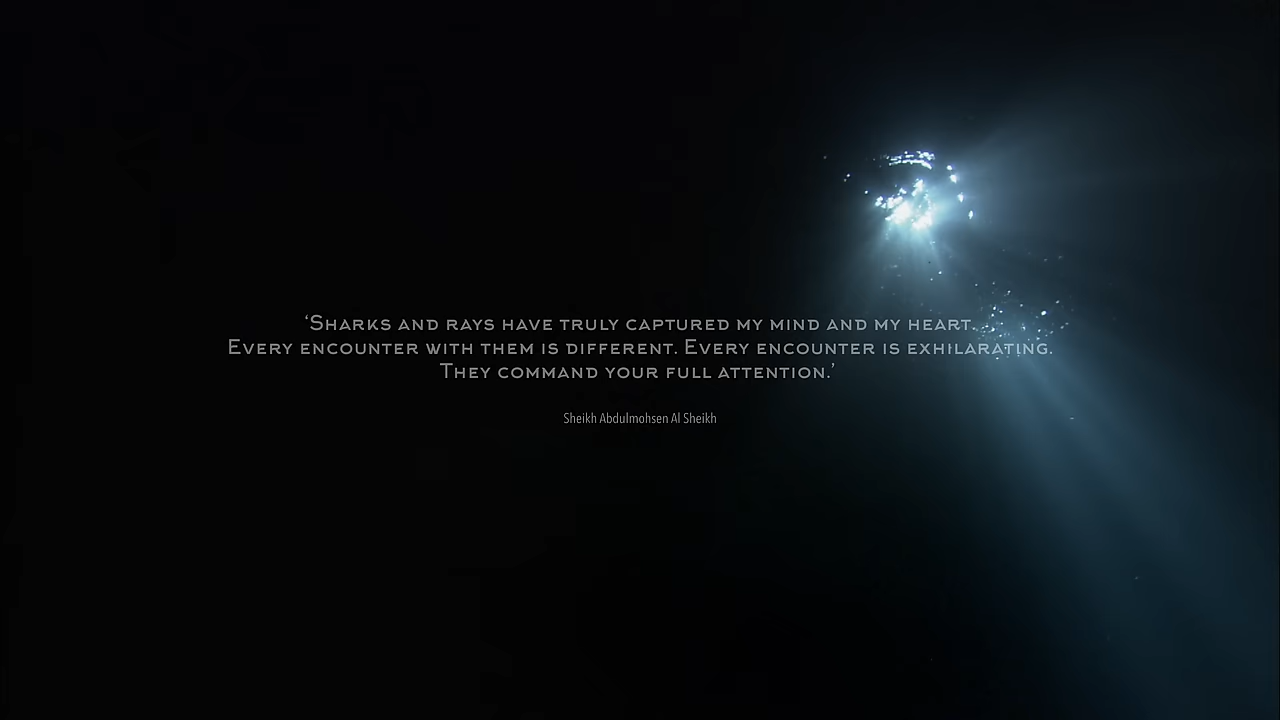 ‘Sharks and rays have truly captured my mind and my heart.
Every encounter with them is different. Every encounter is exhilarating.
They command your full attention.’
Sheikh Abdulmohsen Al Sheikh